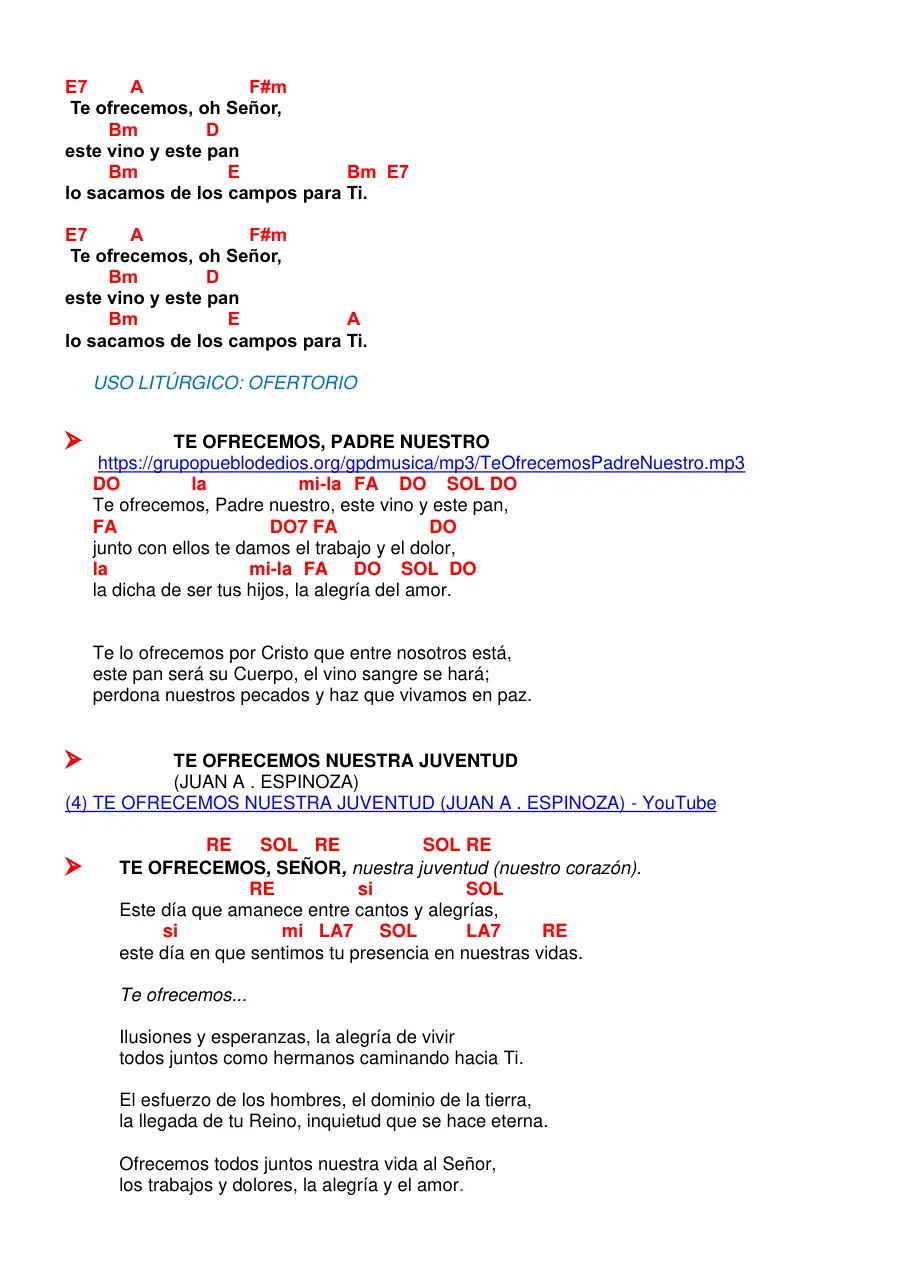 E7 A F#m
Te ofrecemos, oh Señor,
Bm D
este vino y este pan
Bm E Bm E7
lo sacamos de los campos para Ti.
E7 A F#m
Te ofrecemos, oh Señor,
Bm D
este vino y este pan
Bm E A
lo sacamos de los campos para Ti.
USO LITÚRGICO: OFERTORIO
TE OFRECEMOS, PADRE NUESTRO
https://grupopueblodedios.org/gpdmusica/mp3/TeOfrecemosPadreNuestro.mp3
DO la mi-la FA DO SOL DO
Te ofrecemos, Padre nuestro, este vino y este pan,
FA DO7 FA DO
junto con ellos te damos el trabajo y el dolor,
la mi-la FA DO SOL DO
la dicha de ser tus hijos, la alegría del amor.
Te lo ofrecemos por Cristo que entre nosotros está,
este pan será su Cuerpo, el vino sangre se hará;
perdona nuestros pecados y haz que vivamos en paz.
TE OFRECEMOS NUESTRA JUVENTUD
(JUAN A . ESPINOZA)
(4) TE OFRECEMOS NUESTRA JUVENTUD (JUAN A . ESPINOZA) - YouTube
RE SOL RE SOL RE
TE OFRECEMOS, SEÑOR, nuestra juventud (nuestro corazón).
RE si SOL
Este día que amanece entre cantos y alegrías,
si mi LA7 SOL LA7 RE
este día en que sentimos tu presencia en nuestras vidas.
Te ofrecemos...
Ilusiones y esperanzas, la alegría de vivir
todos juntos como hermanos caminando hacia Ti.
El esfuerzo de los hombres, el dominio de la tierra,
la llegada de tu Reino, inquietud que se hace eterna.
Ofrecemos todos juntos nuestra vida al Señor,
los trabajos y dolores, la alegría y el amor.